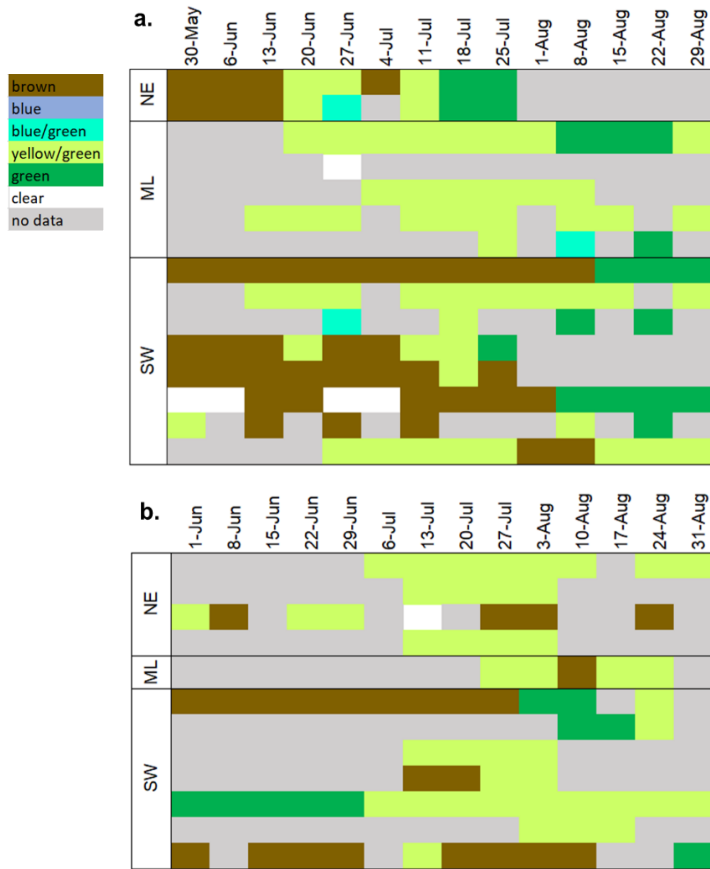 a.
30-May 6-Jun 13-Jun 20-Jun 27-Jun 4-Jul 11-Jul 18-Jul 25-Jul 1-Aug 8-Aug 15-Aug 22-Aug 29-Aug
brown
blue
blue/green
yellow/green
green
clear
no data
NE
ML
SW
b.
1-Jun 8-Jun 15-Jun 22-Jun 29-Jun 6-Jul 13-Jul 20-Jul 27-Jul 3-Aug 10-Aug 17-Aug 24-Aug 31-Aug
NE
ML
SW